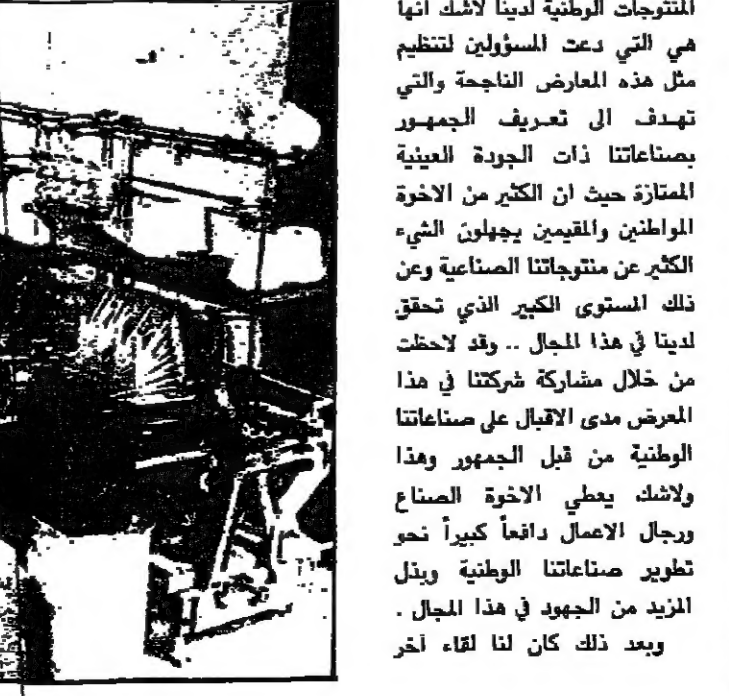 المنتوجات الوطنية لدينا لاشك انها
هي التي دعت المسؤولين لتنظيم
مثل هذه المعارض الناجحة والتي
تهدف الى تعريف الجمهور
بصناعاتنا ذات الجودة العينية
الممتازة حيث ان الكثير من الاخوة
المواطنين والمقيمين يجهلون الشيء
الكثير عن منتوجاتنا الصناعية وعن
ذلك المستوى الكبير الذي تحقق
لدينا في هذا المجال .. وقد لاحظت
من خلال مشاركة شركتنا في هذا
المعرض مدى الاقبال على صناعاتنا
الوطنية من قبل الجمهور وهذا
ولاشك يعطي الاخوة الصناع
ورجال الاعمال دافعاً كبيراً نحو
تطوير صناعاتنا الوطنية وبذل
المزيد من الجهود في هذا المجال .
وبعد ذلك كان لنا لقاء آخر